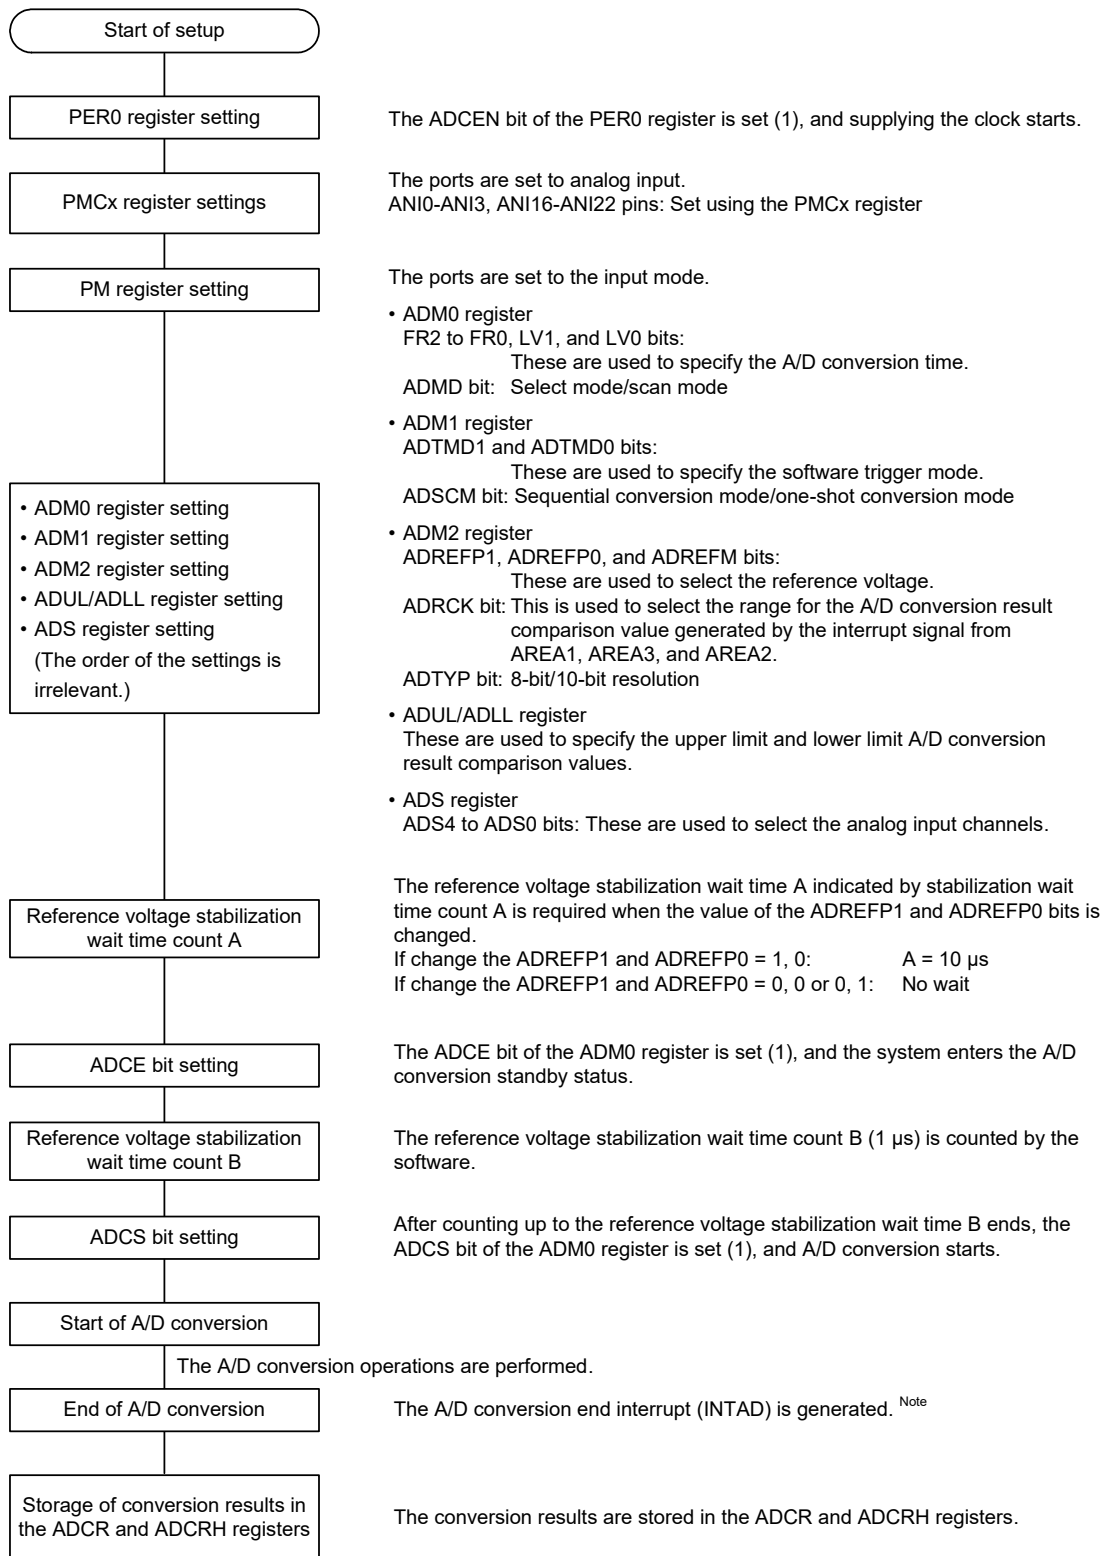 Start of setup
PER0 register setting
The ADCEN bit of the PER0 register is set (1), and supplying the clock starts.
PMCx register settings
The ports are set to analog input.
ANI0-ANI3, ANI16-ANI22 pins: Set using the PMCx register
PM register setting
The ports are set to the input mode.
• ADM0 register setting
• ADM1 register setting
• ADM2 register setting
• ADUL/ADLL register setting
• ADS register setting
(The order of the settings is
irrelevant.)
• ADM0 register
FR2 to FR0, LV1, and LV0 bits:
These are used to specify the A/D conversion time.
ADMD bit: Select mode/scan mode
• ADM1 register
ADTMD1 and ADTMD0 bits:
These are used to specify the software trigger mode.
ADSCM bit: Sequential conversion mode/one-shot conversion mode
• ADM2 register
ADREFP1, ADREFP0, and ADREFM bits:
These are used to select the reference voltage.
ADRCK bit: This is used to select the range for the A/D conversion result
comparison value generated by the interrupt signal from
AREA1, AREA3, and AREA2.
ADTYP bit: 8-bit/10-bit resolution
• ADUL/ADLL register
These are used to specify the upper limit and lower limit A/D conversion
result comparison values.
• ADS register
ADS4 to ADS0 bits: These are used to select the analog input channels.
Reference voltage stabilization
wait time count A
The reference voltage stabilization wait time A indicated by stabilization wait
time count A is required when the value of the ADREFP1 and ADREFP0 bits is
changed.
If change the ADREFP1 and ADREFP0 = 1, 0: A = 10 µs
If change the ADREFP1 and ADREFP0 = 0, 0 or 0, 1: No wait
ADCE bit setting
The ADCE bit of the ADM0 register is set (1), and the system enters the A/D
conversion standby status.
Reference voltage stabilization
wait time count B
The reference voltage stabilization wait time count B (1 µs) is counted by the
software.
ADCS bit setting
After counting up to the reference voltage stabilization wait time B ends, the
ADCS bit of the ADM0 register is set (1), and A/D conversion starts.
Start of A/D conversion
The A/D conversion operations are performed.
End of A/D conversion
The A/D conversion end interrupt (INTAD) is generated. Note
Storage of conversion results in
the ADCR and ADCRH registers
The conversion results are stored in the ADCR and ADCRH registers.